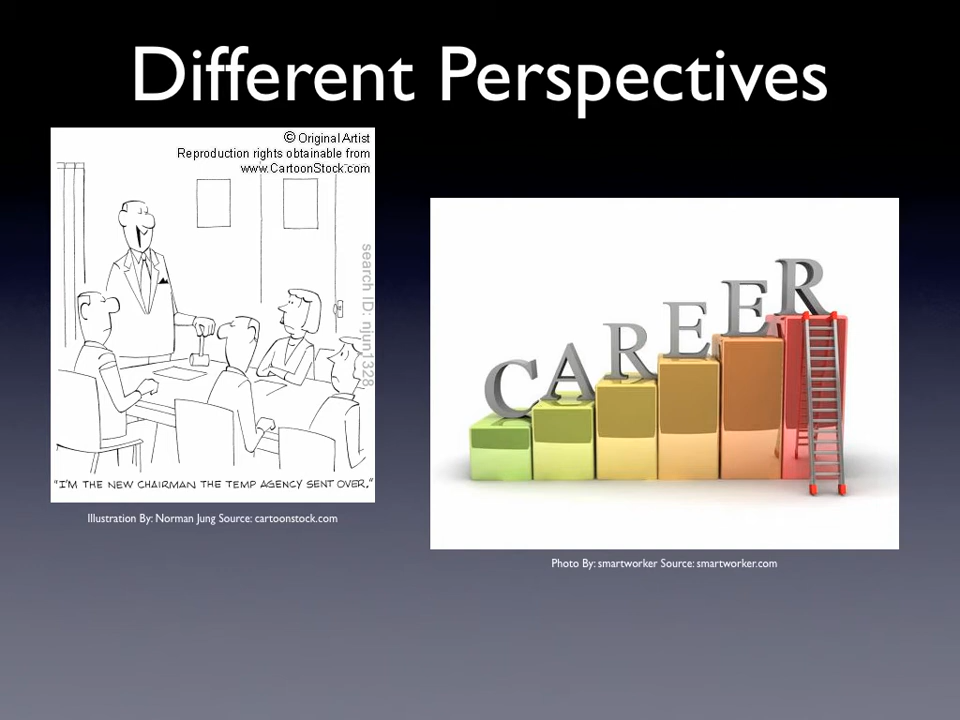 Different Perspectives
© Original Artist
Reproduction rights obtainable from
www.CartoonStock.com
search ID: njun1328
"I'M THE NEW CHAIRMAN THE TEMP AGENCY SENT OVER."
Illustration By: Norman Jung Source: cartoonstock.com
CAREER
Photo By: smartworker Source: smartworker.com